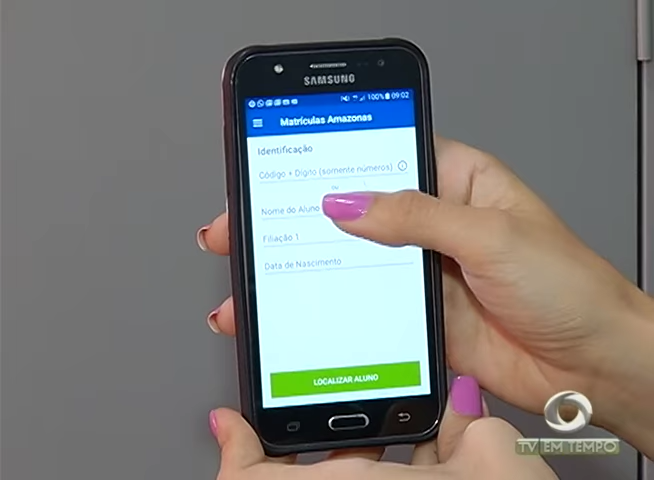 SAMSUNG
100% 09:02
Matrículas Amazonas
Identificação
Código + Dígito (somente números)
Nome do Aluno
Filiação 1
Data de Nascimento
LOCALIZAR ALUNO
TV EM TEMPO